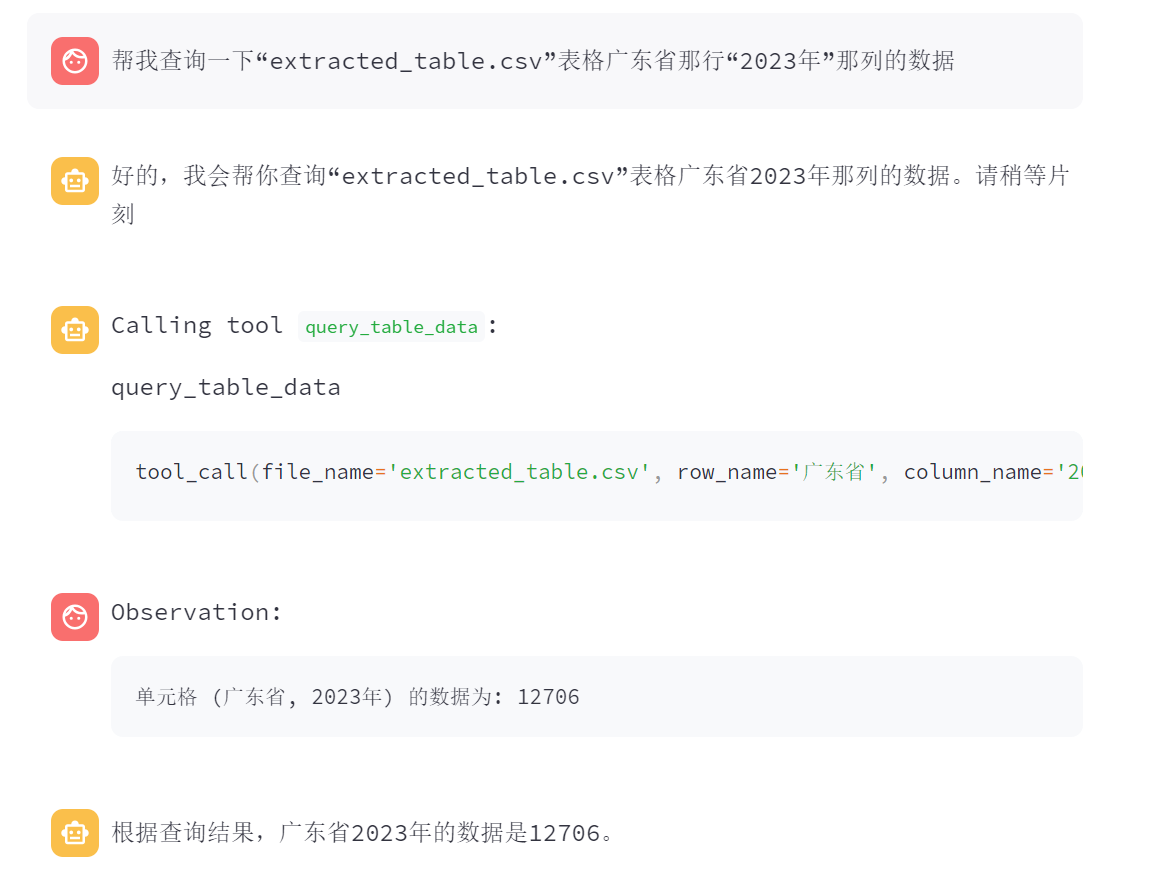 帮我查询一下“extracted_table.csv”表格广东省那行“2023年”那列的数据
好的，我会帮你查询“extracted_table.csv”表格广东省2023年那列的数据。请稍等片
刻
Calling tool query_table_data:
query_table_data
tool_call(file_name='extracted_table.csv', row_name='广东省', column_name='20
Observation:
单元格 (广东省, 2023年) 的数据为: 12706
根据查询结果，广东省2023年的数据是12706。